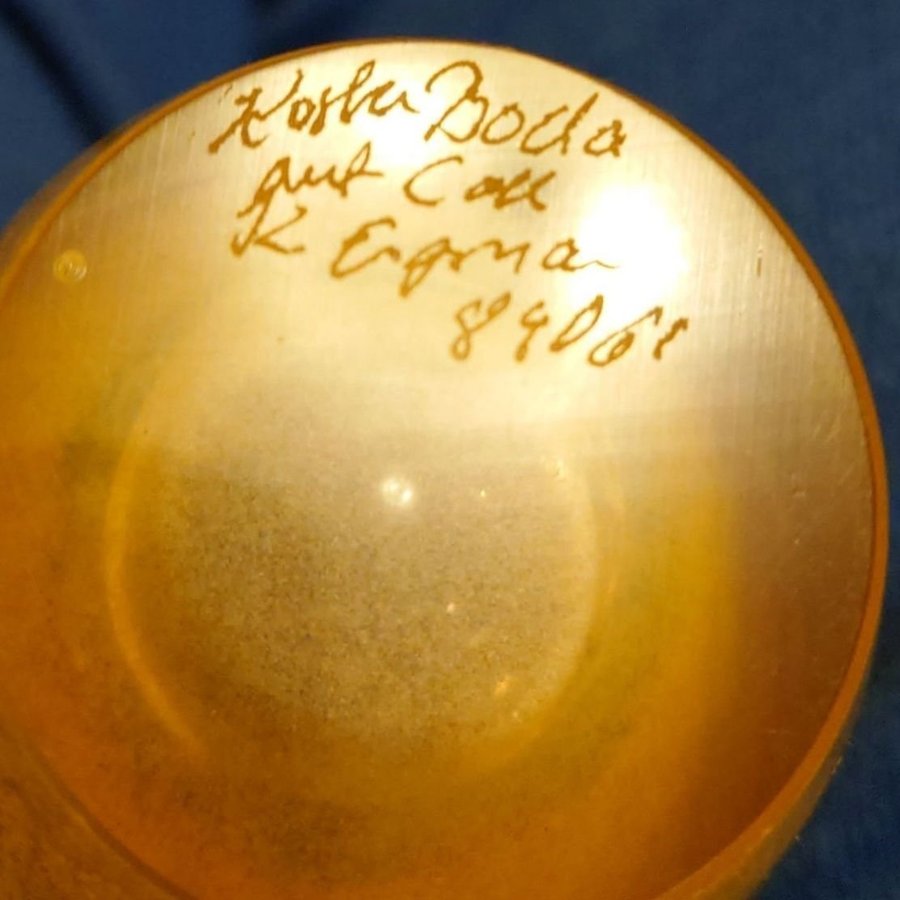 Kosta Boda
Art Coll
K Engman
89061